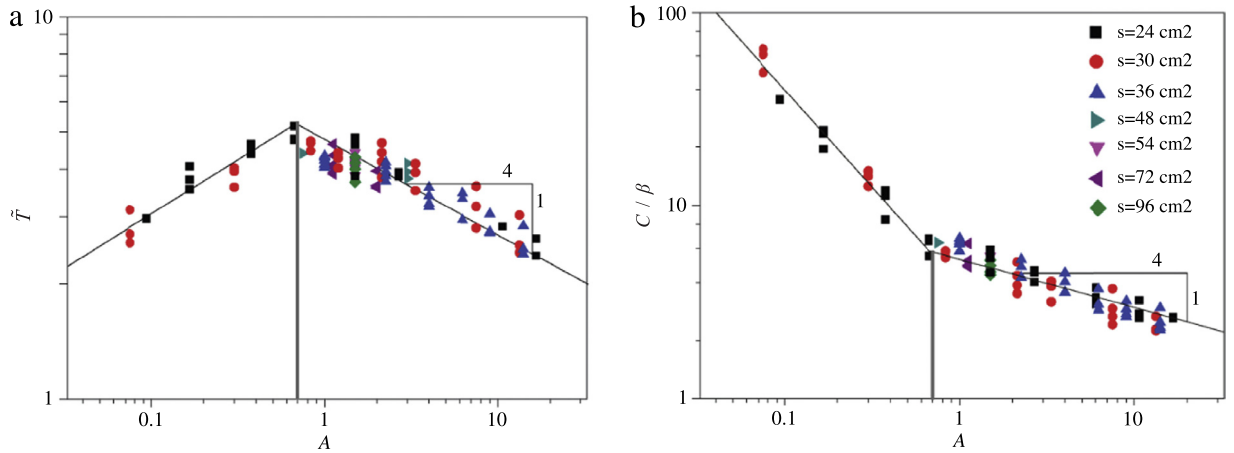 a
10
T̃
1
0.1
1
10
A
4
1
b
100
C / β
10
1
0.1
1
10
A
s=24 cm2
s=30 cm2
s=36 cm2
s=48 cm2
s=54 cm2
s=72 cm2
s=96 cm2
4
1